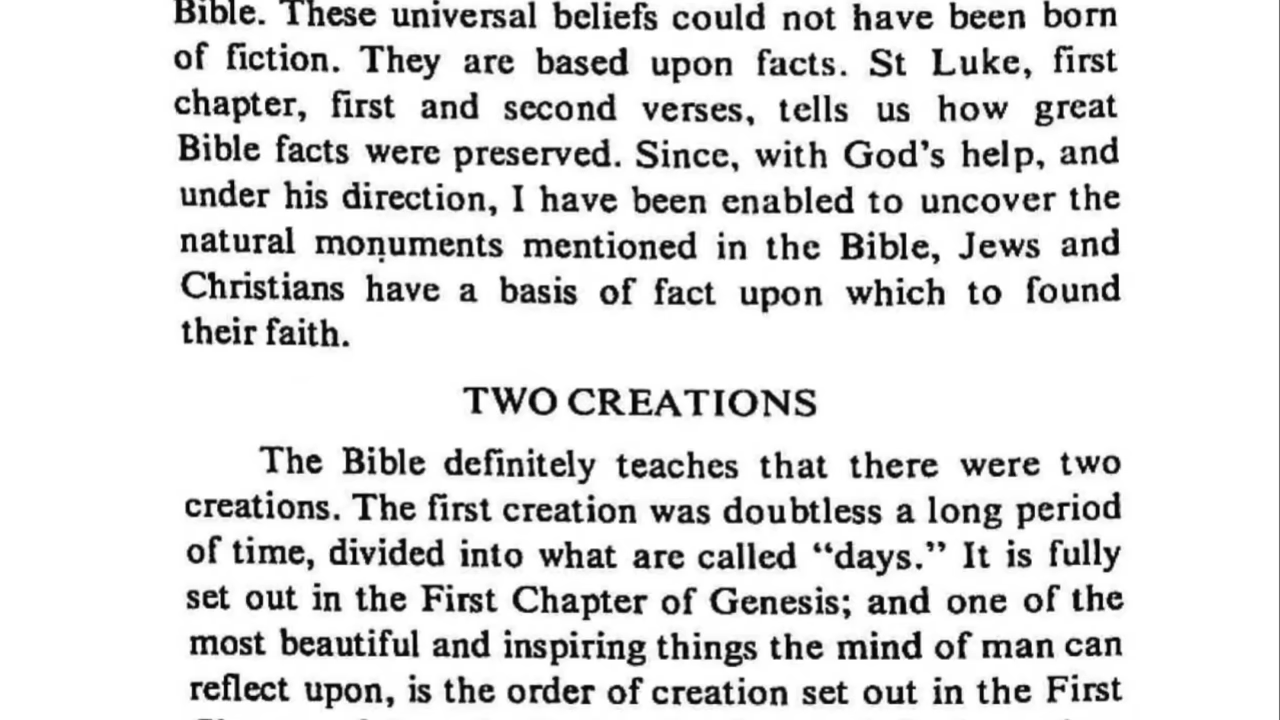 Bible. These universal beliefs could not have been born
of fiction. They are based upon facts. St Luke, first
chapter, first and second verses, tells us how great
Bible facts were preserved. Since, with God's help, and
under his direction, I have been enabled to uncover the
natural monuments mentioned in the Bible, Jews and
Christians have a basis of fact upon which to found
their faith.
TWO CREATIONS
The Bible definitely teaches that there were two
creations. The first creation was doubtless a long period
of time, divided into what are called “days.” It is fully
set out in the First Chapter of Genesis; and one of the
most beautiful and inspiring things the mind of man can
reflect upon, is the order of creation set out in the First